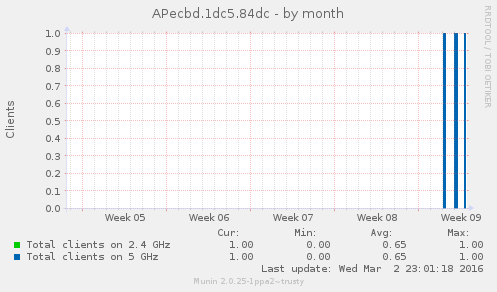 APecbd.1dc5.84dc - by month
RRDTOOL / TOBI OETIKER
Clients
1.0
0.9
0.8
0.7
0.6
0.5
0.4
0.3
0.2
0.1
0.0
Week 05 Week 06 Week 07 Week 08 Week 09
Cur: Min: Avg: Max:
Total clients on 2.4 GHz 1.00 0.00 0.65 1.00
Total clients on 5 GHz 1.00 0.00 0.65 1.00
Last update: Wed Mar 2 23:01:18 2016
Munin 2.0.25-1ppa2~trusty